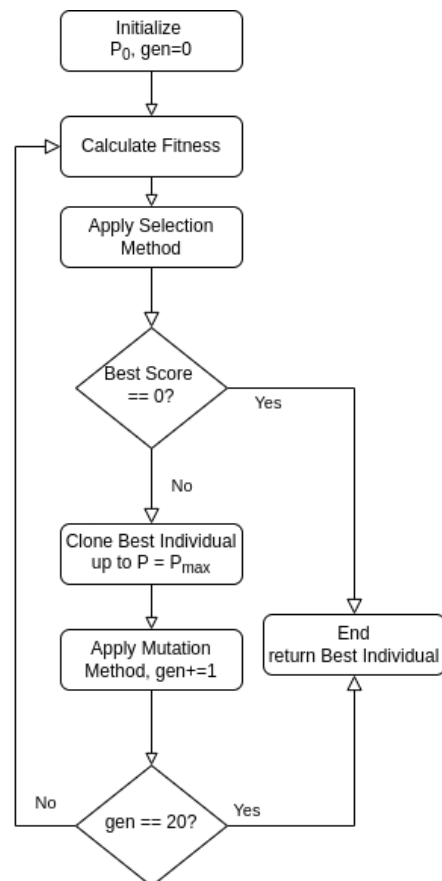 Initialize
P₀, gen=0
Calculate Fitness
Apply Selection
Method
Best Score
== 0?
Yes
No
Clone Best Individual
up to P = Pₘₐₓ
Apply Mutation
Method, gen+=1
End
return Best Individual
No
gen == 20?
Yes